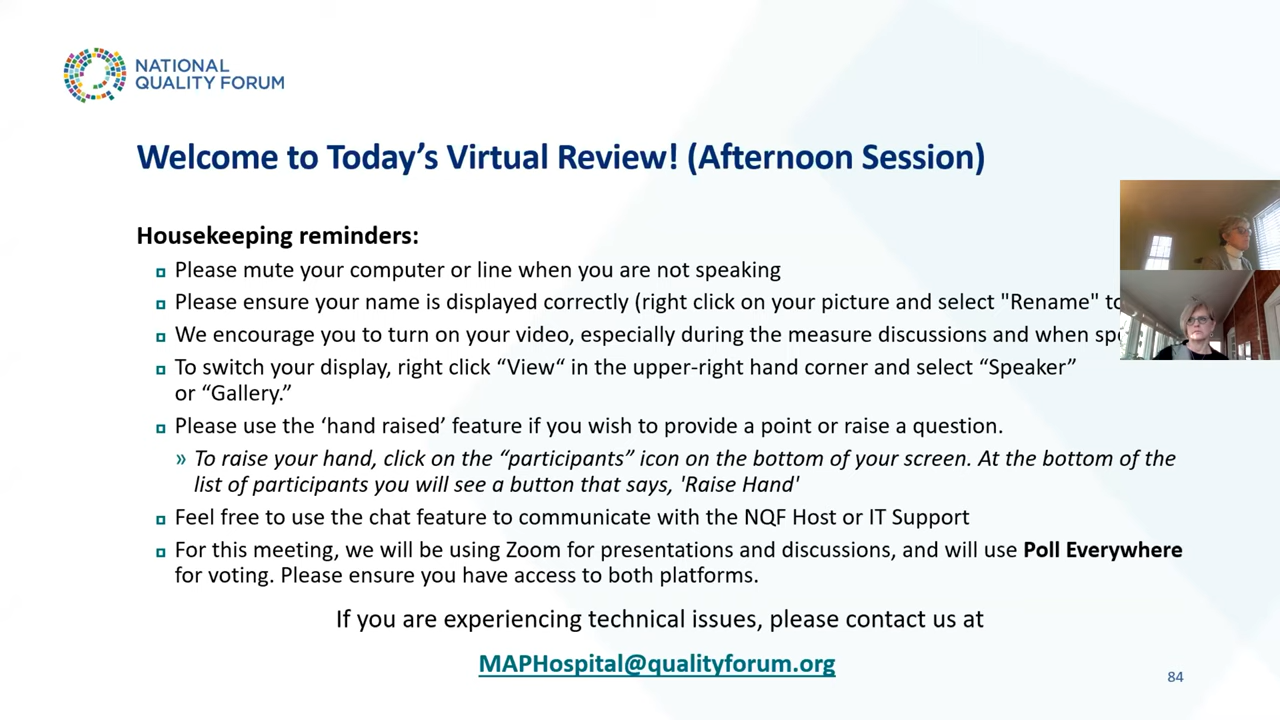 NATIONAL
QUALITY FORUM
Welcome to Today’s Virtual Review! (Afternoon Session)
Housekeeping reminders:
Please mute your computer or line when you are not speaking
Please ensure your name is displayed correctly (right click on your picture and select "Rename"
We encourage you to turn on your video, especially during the measure discussions and when
To switch your display, right click “View“ in the upper-right hand corner and select “Speaker”
or “Gallery.”
Please use the ‘hand raised’ feature if you wish to provide a point or raise a question.
» To raise your hand, click on the “participants” icon on the bottom of your screen. At the bottom of the
list of participants you will see a button that says, 'Raise Hand'
Feel free to use the chat feature to communicate with the NQF Host or IT Support
For this meeting, we will be using Zoom for presentations and discussions, and will use Poll Everywhere
for voting. Please ensure you have access to both platforms.
If you are experiencing technical issues, please contact us at
MAPHospital@qualityforum.org
84